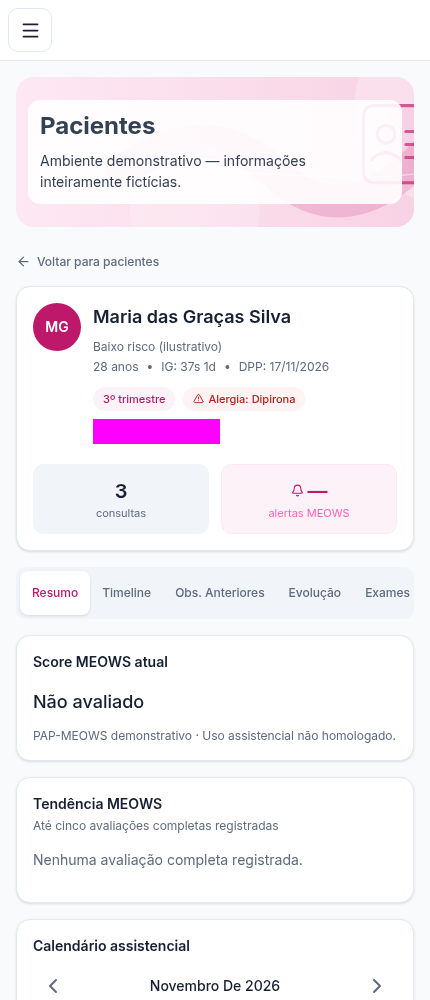 Pacientes
Ambiente demonstrativo — informações
inteiramente fictícias.
Voltar para pacientes
MG
Maria das Graças Silva
Baixo risco (ilustrativo)
28 anos • IG: 37s 1d • DPP: 17/11/2026
3º trimestre
Alergia: Dipirona
3
consultas
—
alertas MEOWS
Resumo
Timeline
Obs. Anteriores
Evolução
Exames
Score MEOWS atual
Não avaliado
PAP-MEOWS demonstrativo · Uso assistencial não homologado.
Tendência MEOWS
Até cinco avaliações completas registradas
Nenhuma avaliação completa registrada.
Calendário assistencial
Novembro De 2026